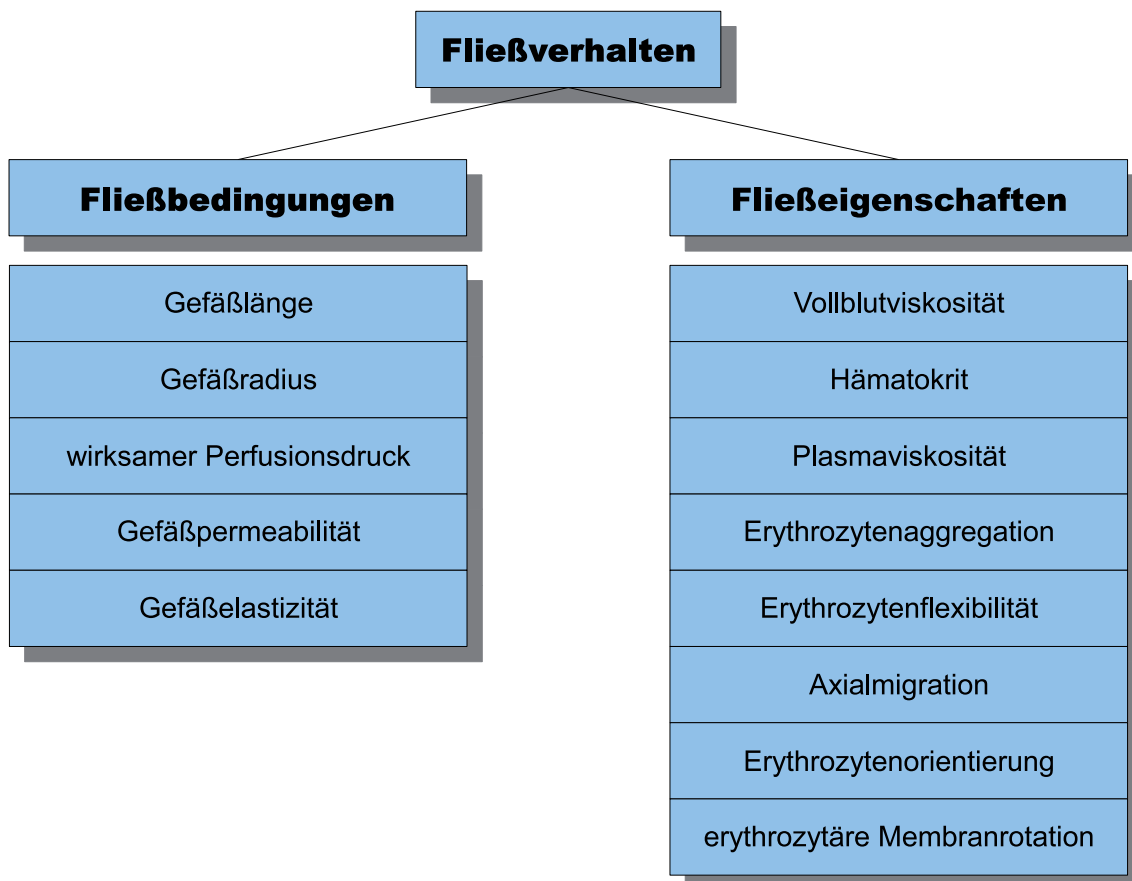 Fließverhalten
Fließbedingungen
Gefäßlänge
Gefäßradius
wirksamer Perfusionsdruck
Gefäßpermeabilität
Gefäßelastizität
Fließeigenschaften
Vollblutviskosität
Hämatokrit
Plasmaviskosität
Erythrozytenaggregation
Erythrozytenflexibilität
Axialmigration
Erythrozytenorientierung
erythrozytäre Membranrotation